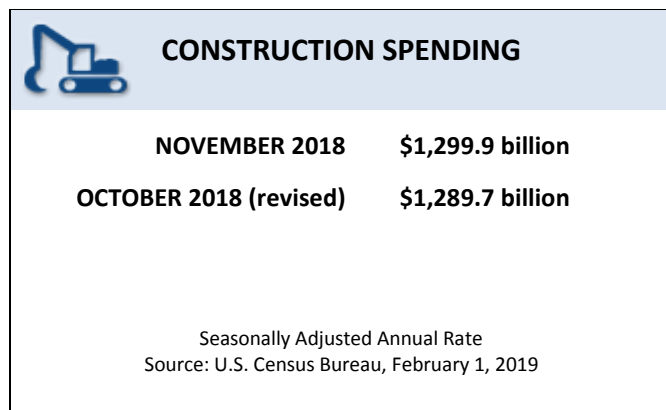 CONSTRUCTION SPENDING
NOVEMBER 2018 $1,299.9 billion
OCTOBER 2018 (revised) $1,289.7 billion
Seasonally Adjusted Annual Rate
Source: U.S. Census Bureau, February 1, 2019